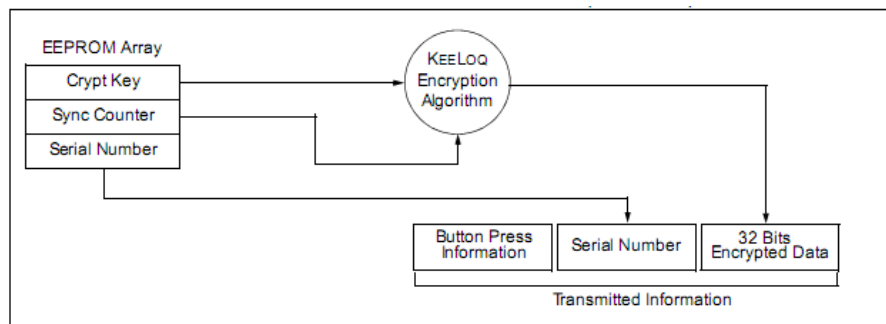 EEPROM Array
Crypt Key
Sync Counter
Serial Number
KEELOQ
Encryption
Algorithm
Button Press
Information
Serial Number
32 Bits
Encrypted Data
Transmitted Information